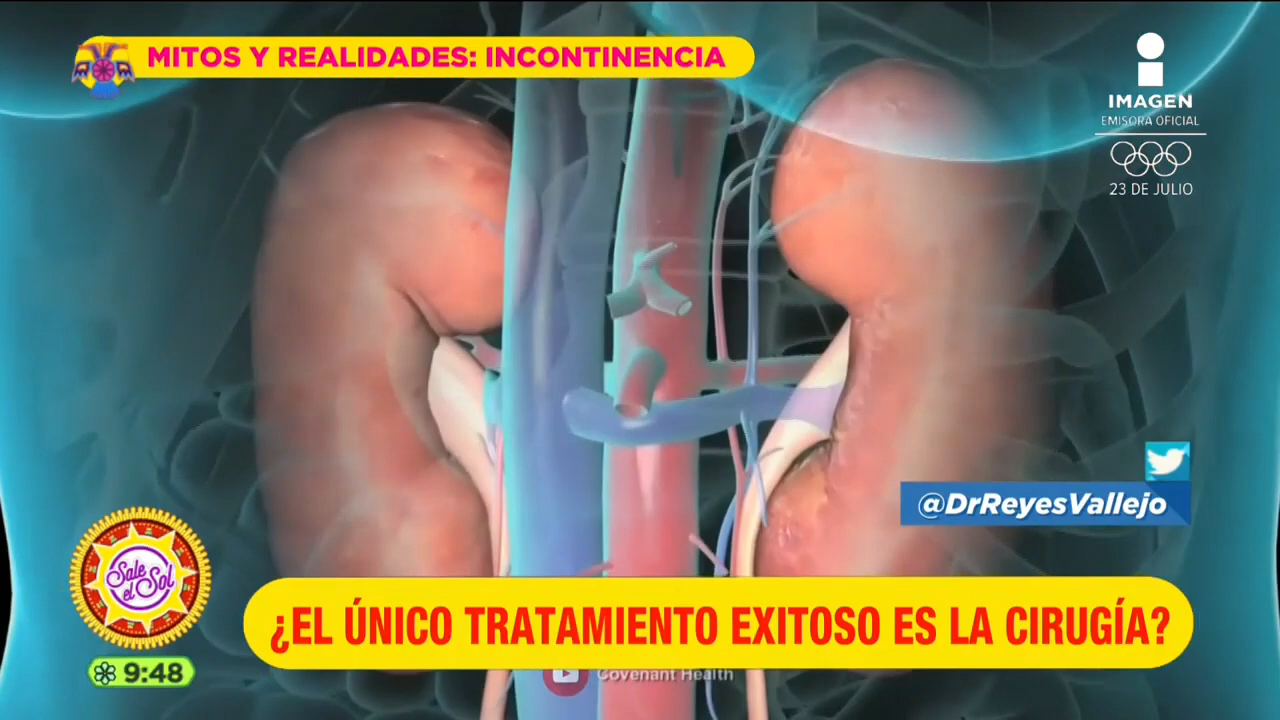 MITOS Y REALIDADES: INCONTINENCIA
IMAGEN
EMISORA OFICIAL
23 DE JULIO
@DrReyesVallejo
Sale
el Sol
¿EL ÚNICO TRATAMIENTO EXITOSO ES LA CIRUGÍA?
9:48
Covenant Health